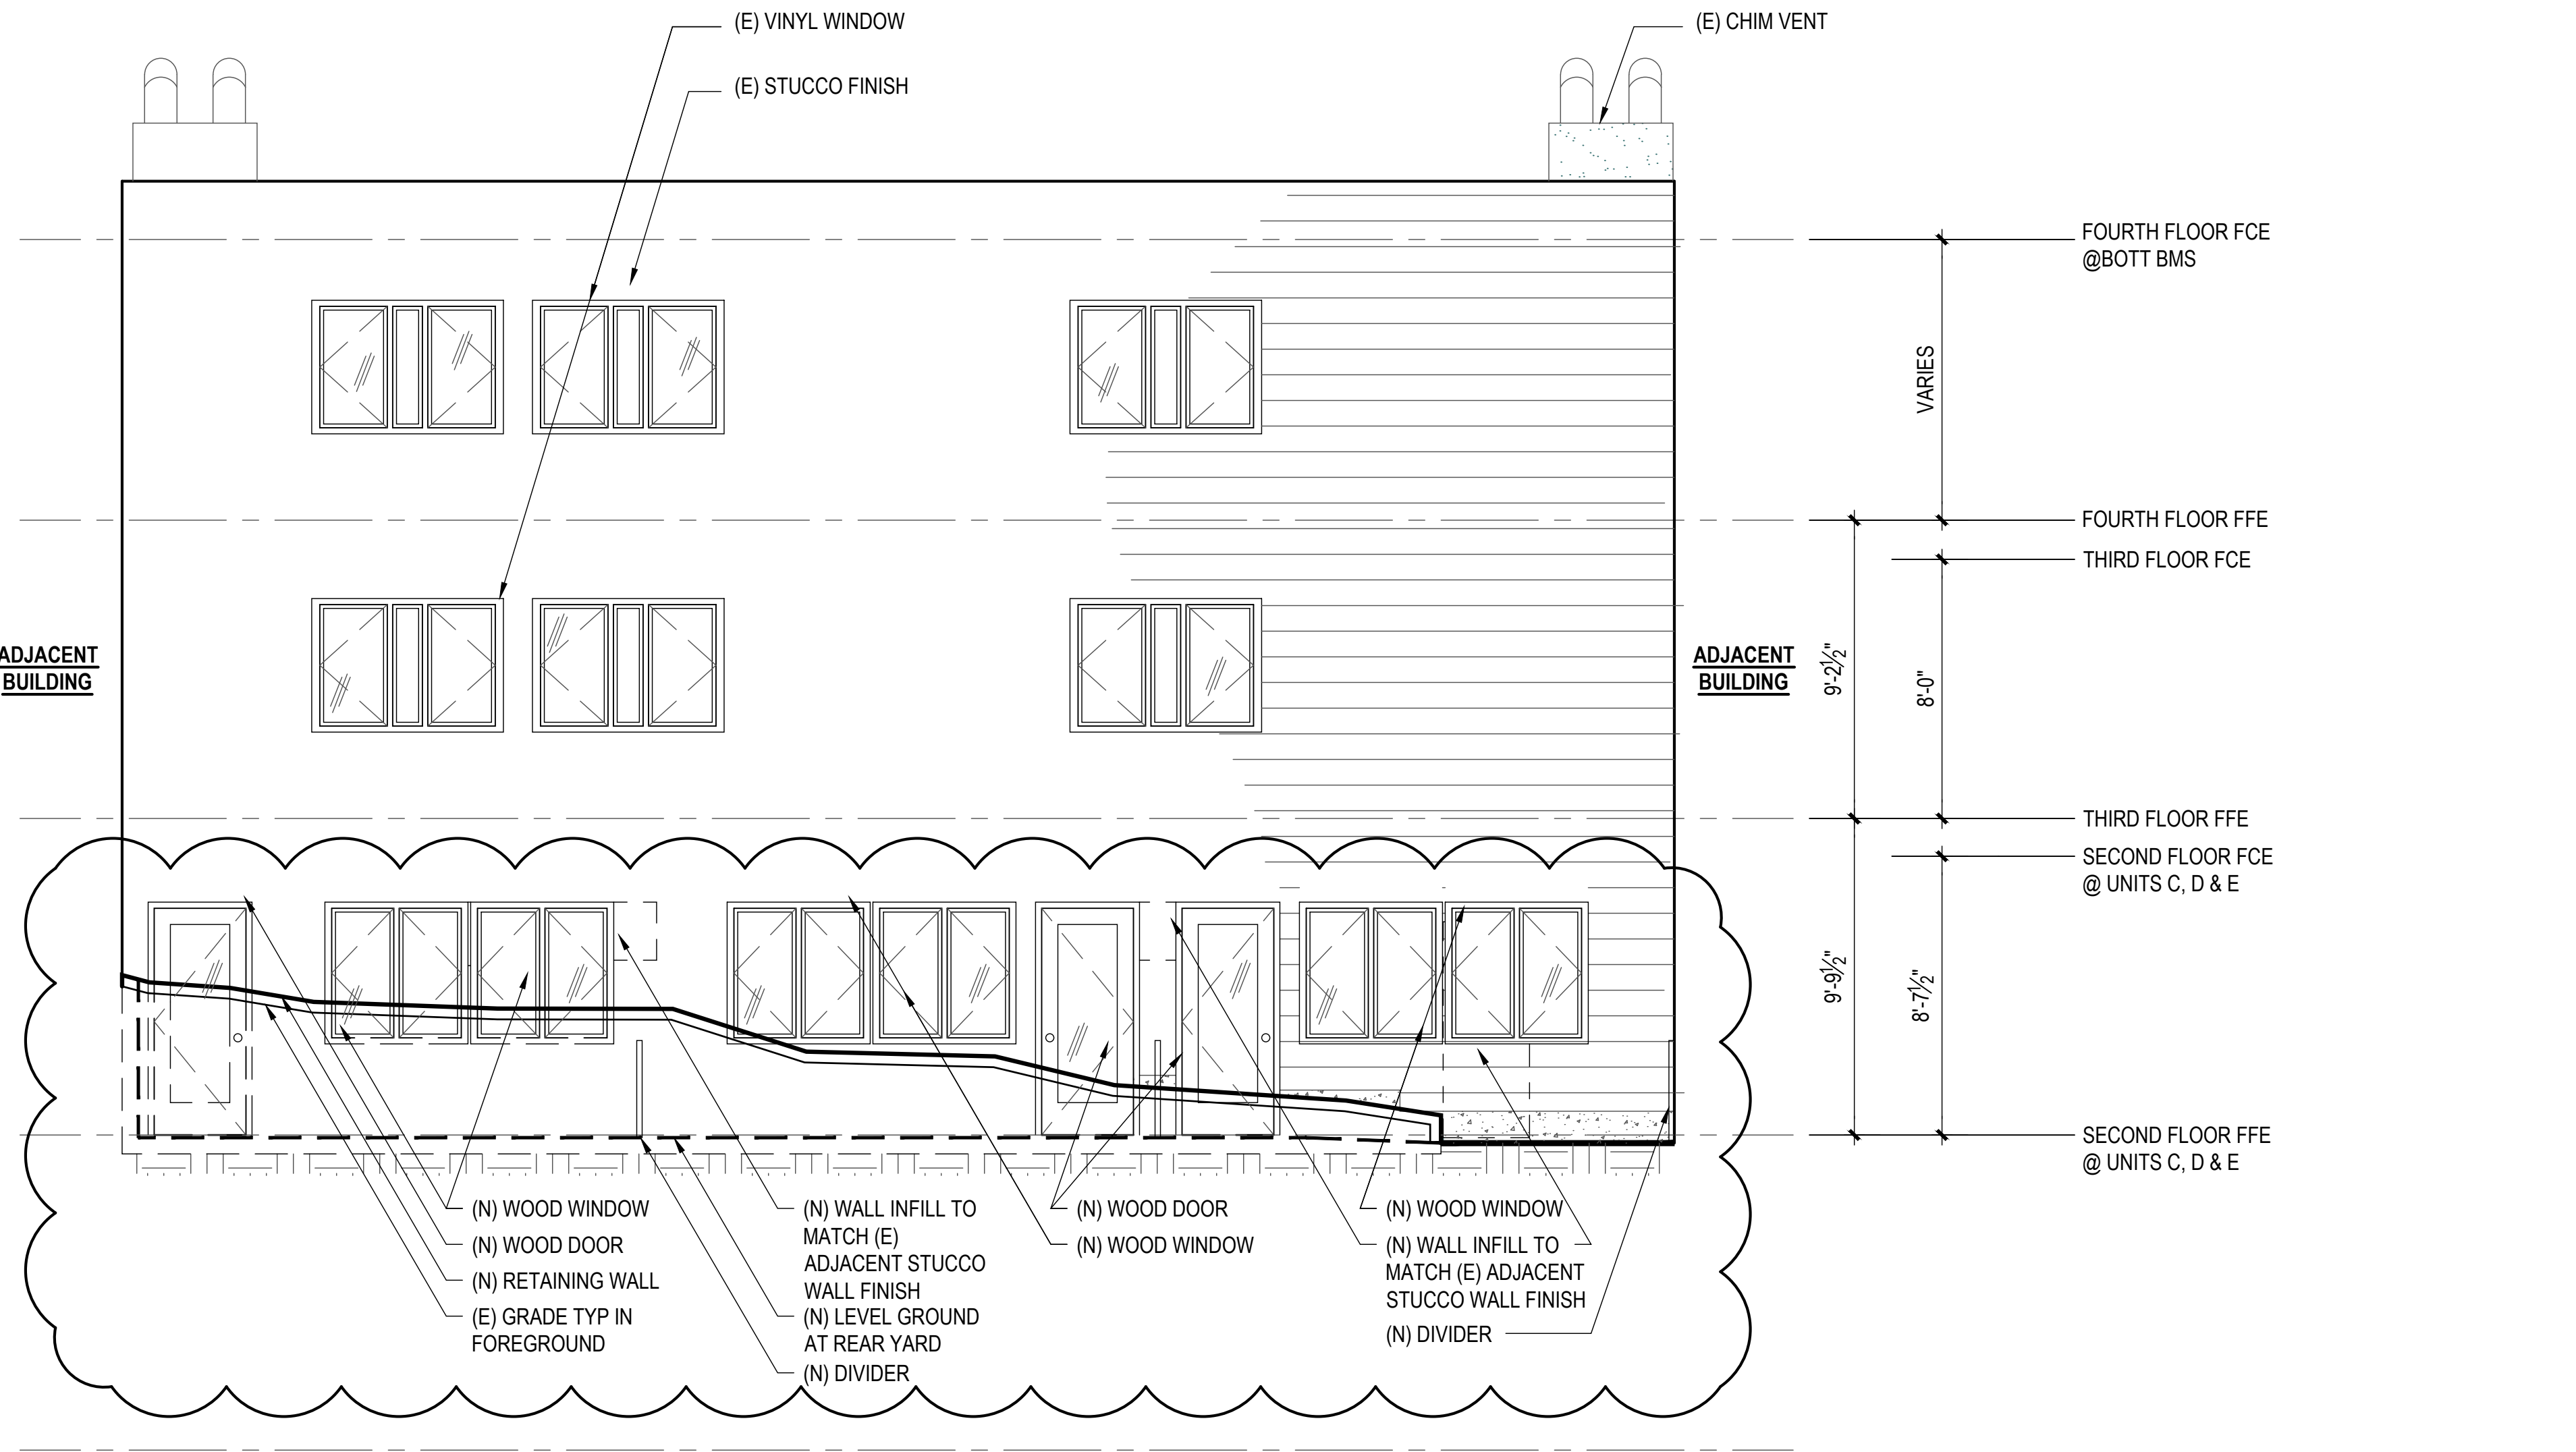 (E) VINYL WINDOW
(E) CHIM VENT
(E) STUCCO FINISH
FOURTH FLOOR FCE
@BOTT BMS
VARIES
FOURTH FLOOR FFE
THIRD FLOOR FCE
ADJACENT
BUILDING
ADJACENT
BUILDING
9'-2½"
8'-0"
THIRD FLOOR FFE
SECOND FLOOR FCE
@ UNITS C, D & E
9'-9½"
8'-7½"
SECOND FLOOR FFE
@ UNITS C, D & E
(N) WOOD WINDOW
(N) WOOD DOOR
(N) RETAINING WALL
(E) GRADE TYP IN
FOREGROUND
(N) WALL INFILL TO
MATCH (E)
ADJACENT STUCCO
WALL FINISH
(N) LEVEL GROUND
AT REAR YARD
(N) DIVIDER
(N) WOOD DOOR
(N) WOOD WINDOW
(N) WOOD WINDOW
(N) WALL INFILL TO
MATCH (E) ADJACENT
STUCCO WALL FINISH
(N) DIVIDER